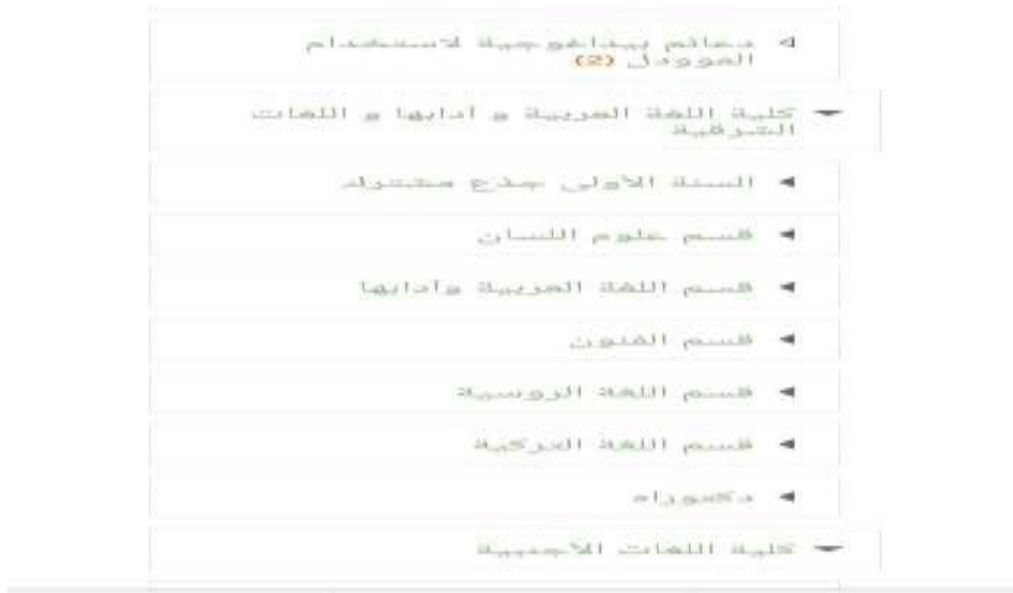 دعائم بيداغوجية لاستخدام
الموودل (2)
كلية اللغة العربية و آدابها و اللغات
الشرقية
السنة الأولى جذع مشترك
قسم علوم اللسان
قسم اللغة العربية وآدابها
قسم الفنون
قسم اللغة الروسية
قسم اللغة التركية
دكتوراه
كلية اللغات الأجنبية